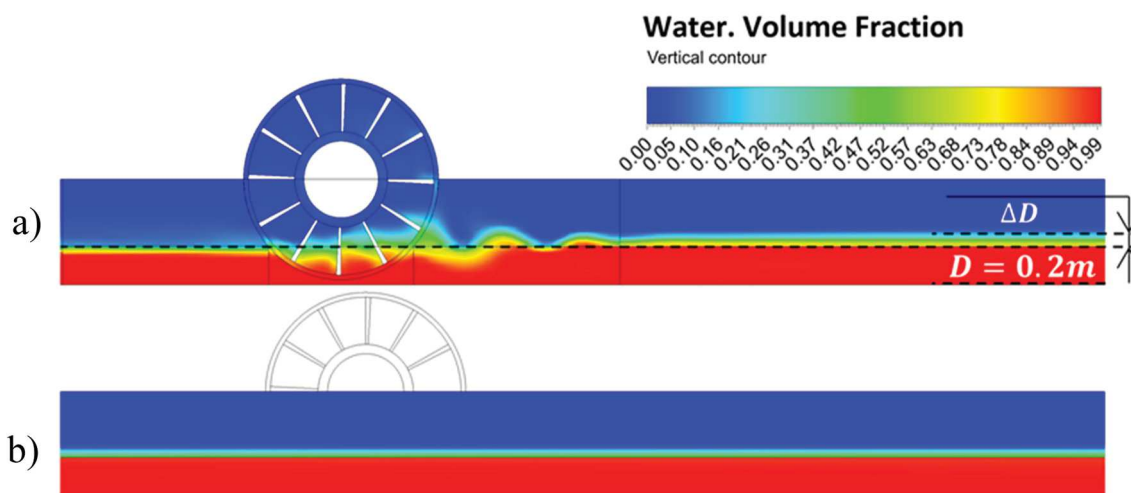 Water. Volume Fraction
Vertical contour
0.00 0.05 0.10 0.16 0.21 0.26 0.31 0.37 0.42 0.47 0.52 0.57 0.63 0.68 0.73 0.78 0.84 0.89 0.94 0.99
a)
ΔD
D = 0.2m
b)